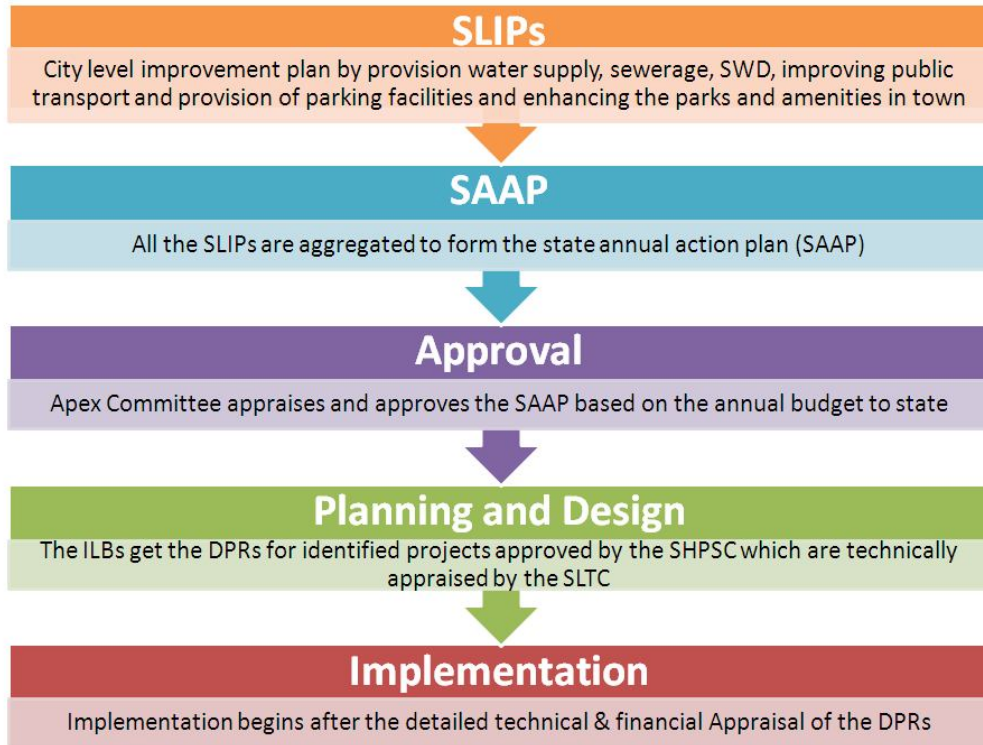 SLIPs
City level improvement plan by provision water supply, sewerage, SWD, improving public
transport and provision of parking facilities and enhancing the parks and amenities in town
SAAP
All the SLIPs are aggregated to form the state annual action plan (SAAP)
Approval
Apex Committee appraises and approves the SAAP based on the annual budget to state
Planning and Design
The ILBs get the DPRs for identified projects approved by the SHPSC which are technically
appraised by the SLTC
Implementation
Implementation begins after the detailed technical & financial Appraisal of the DPRs